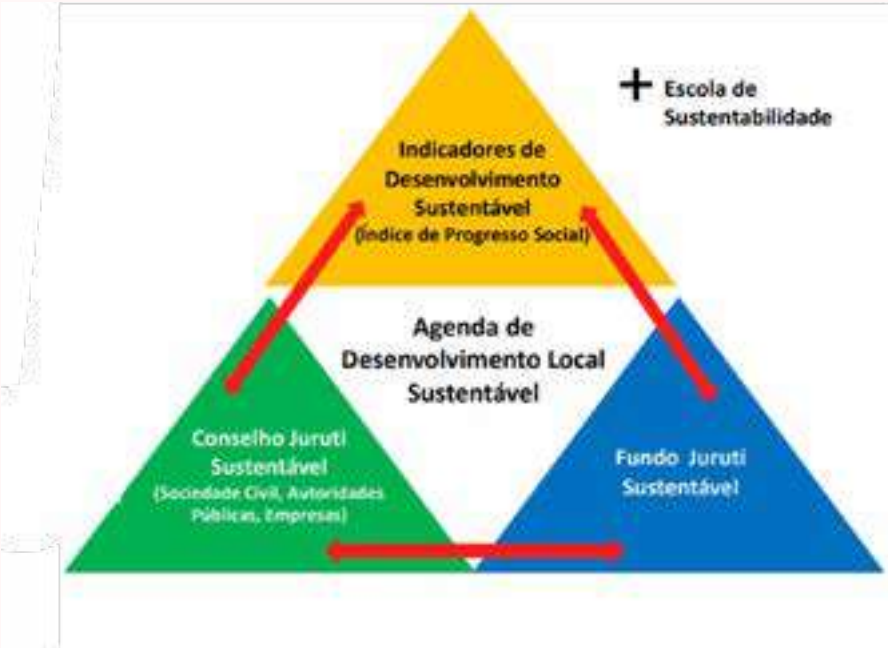 + Escola de
Sustentabilidade
Indicadores de
Desenvolvimento
Sustentável
(Índice de Progresso Social)
Agenda de
Desenvolvimento Local
Sustentável
Conselho Juruti
Sustentável
(Sociedade Civil, Autoridades
Públicas, Empresas)
Fundo Juruti
Sustentável